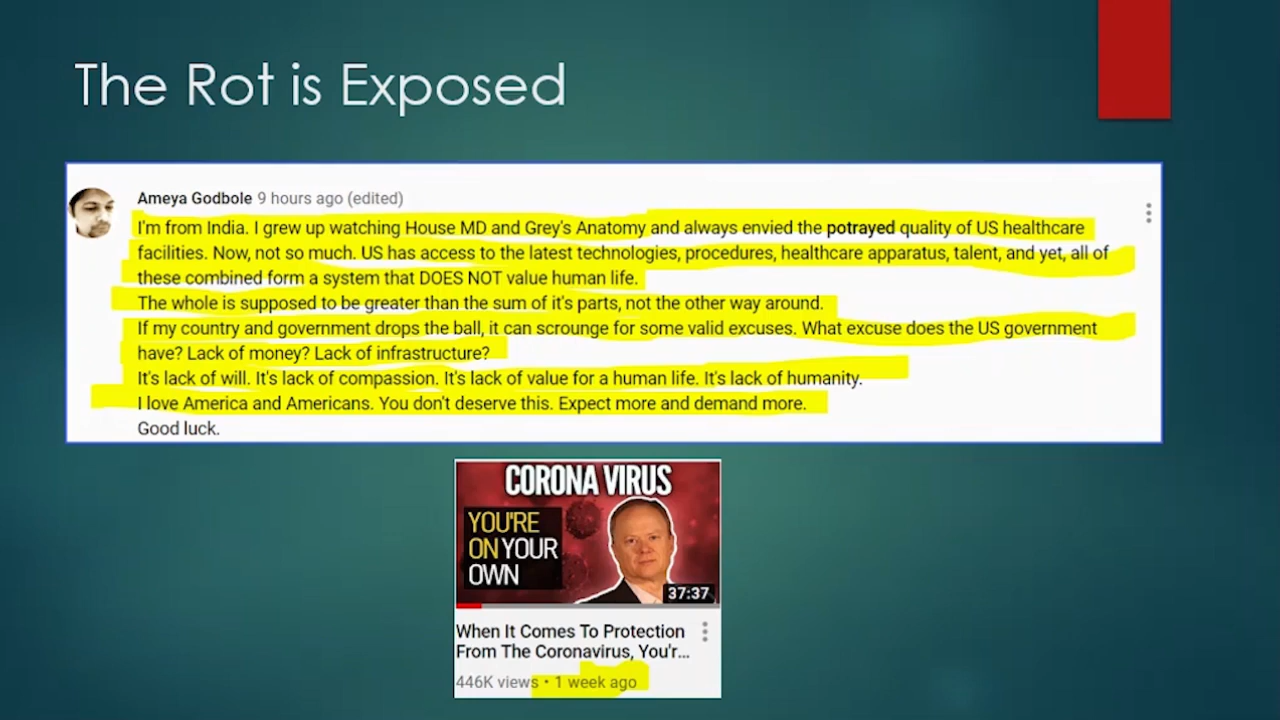 The Rot is Exposed
Ameya Godbole 9 hours ago (edited)
I'm from India. I grew up watching House MD and Grey's Anatomy and always envied the potrayed quality of US healthcare
facilities. Now, not so much. US has access to the latest technologies, procedures, healthcare apparatus, talent, and yet, all of
these combined form a system that DOES NOT value human life.
The whole is supposed to be greater than the sum of it's parts, not the other way around.
If my country and government drops the ball, it can scrounge for some valid excuses. What excuse does the US government
have? Lack of money? Lack of infrastructure?
It's lack of will. It's lack of compassion. It's lack of value for a human life. It's lack of humanity.
I love America and Americans. You don't deserve this. Expect more and demand more.
Good luck.
CORONA VIRUS
YOU'RE
ON YOUR
OWN
37:37
When It Comes To Protection
From The Coronavirus, You'r...
446K views • 1 week ago